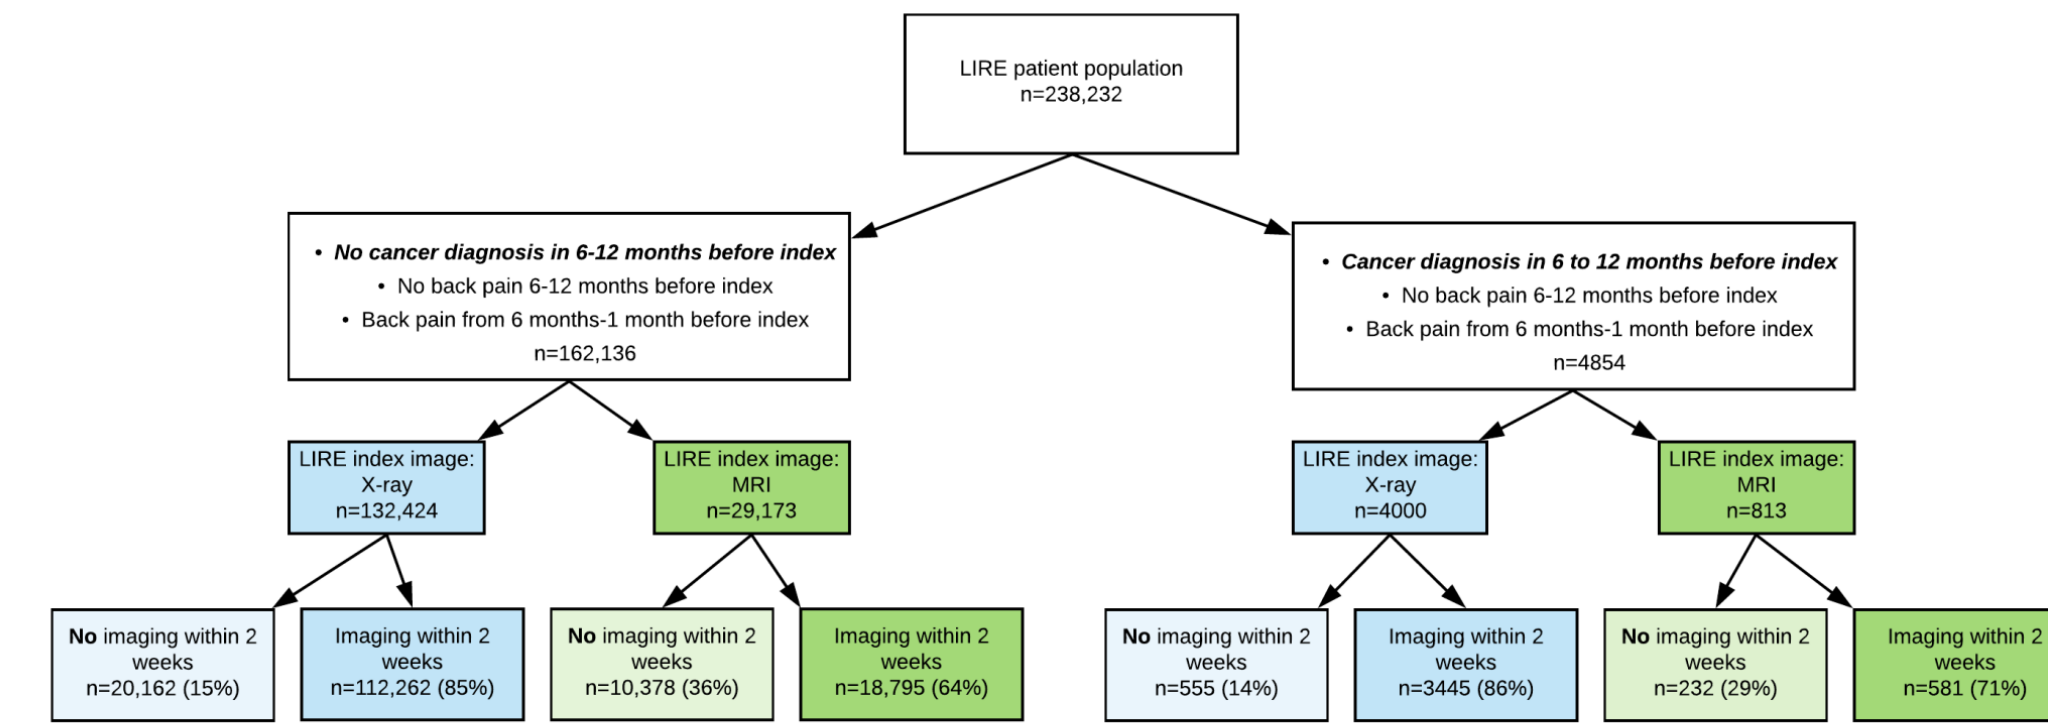 LIRE patient population
n=238,232
• No cancer diagnosis in 6-12 months before index
• No back pain 6-12 months before index
• Back pain from 6 months-1 month before index
n=162,136
• Cancer diagnosis in 6 to 12 months before index
• No back pain 6-12 months before index
• Back pain from 6 months-1 month before index
n=4854
LIRE index image:
X-ray
n=132,424
LIRE index image:
MRI
n=29,173
LIRE index image:
X-ray
n=4000
LIRE index image:
MRI
n=813
No imaging within 2
weeks
n=20,162 (15%)
Imaging within 2
weeks
n=112,262 (85%)
No imaging within 2
weeks
n=10,378 (36%)
Imaging within 2
weeks
n=18,795 (64%)
No imaging within 2
weeks
n=555 (14%)
Imaging within 2
weeks
n=3445 (86%)
No imaging within 2
weeks
n=232 (29%)
Imaging within 2
weeks
n=581 (71%)